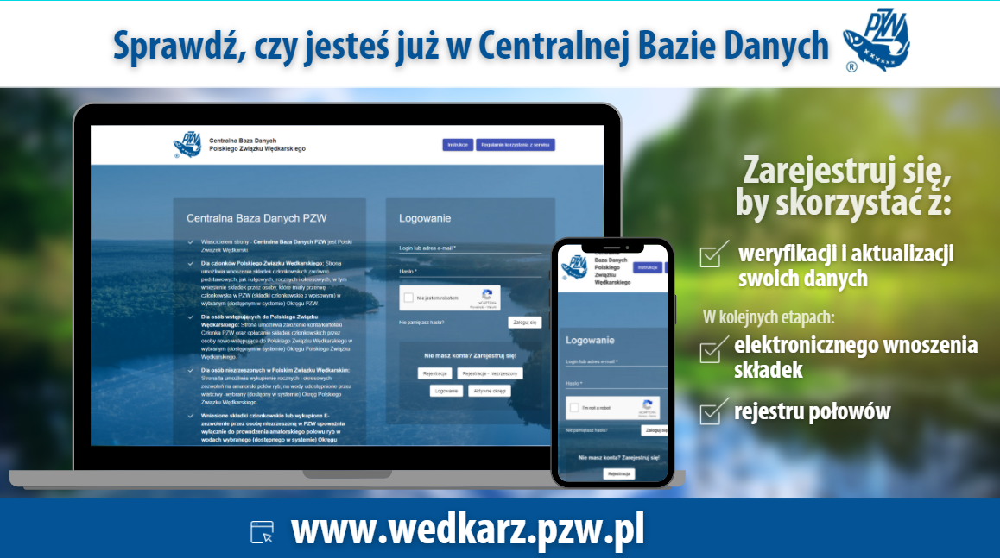 Sprawdź, czy jesteś już w Centralnej Bazie Danych
PZW
®
PZW
®
Centralna Baza Danych
Polskiego Związku Wędkarskiego
Instrukcje
Regulamin korzystania z serwisu
Centralna Baza Danych PZW
Właścicielem strony - Centralna Baza Danych PZW jest Polski
Związek Wędkarski.
Dla członków Polskiego Związku Wędkarskiego: Strona
umożliwia wnoszenie składek członkowskich zarówno
podstawowych, jak i ulgowych, rocznych i okresowych, w tym
wniesienie składek przez osoby, które miały przerwę
członkowską w PZW (składki członkowskie z wpisowym) w
wybranym (dostępnym w systemie) Okręgu PZW.
Dla osób wstępujących do Polskiego Związku
Wędkarskiego: Strona umożliwia założenie konta/kartoteki
Członka PZW oraz opłacanie składek członkowskich przez
osoby nowo wstępujące do Polskiego Związku Wędkarskiego w
wybranym (dostępnym w systemie) Okręgu Polskiego Związku
Wędkarskiego
Dla osób niezrzeszonych w Polskim Związku Wędkarskim:
Strona ta umożliwia wykupienie rocznych i okresowych
zezwoleń na amatorski połów ryb, na wody udostępnione przez
właściwy -wybrany (dostępny w systemie) Okręg Polskiego
Związku Wędkarskiego
Wniesione składki członkowskie lub wykupione E-
zezwolenie przez osobę niezrzeszoną w PZW upoważnia
wyłącznie do prowadzenia amatorskiego połowu ryb w
wodach wybranego (dostępnego w systemie) Okręgu
Logowanie
Login lub adres e-mail *
Hasło *
Nie jestem robotem
reCAPTCHA
Nie pamiętasz hasła?
Zaloguj się
Nie masz konta? Zarejestruj się!
Rejestracja
Rejestracja - niezrzeszony
Logowanie
Aktywne okręgi
PZW
Centralna
Baza Danych
Polskiego
Związku
Wędkarskiego
Instrukcje
Logowanie
Login lub adres e-mail *
Hasło *
I'm not a robot
reCAPTCHA
Nie pamiętasz hasła?
Zaloguj się
Nie masz konta? Zarejestruj się!
Rejestracja
Zarejestruj się,
by skorzystać z:
weryfikacji i aktualizacji
swoich danych
W kolejnych etapach:
elektronicznego wnoszenia
składek
rejestru połowów
www.wedkarz.pzw.pl